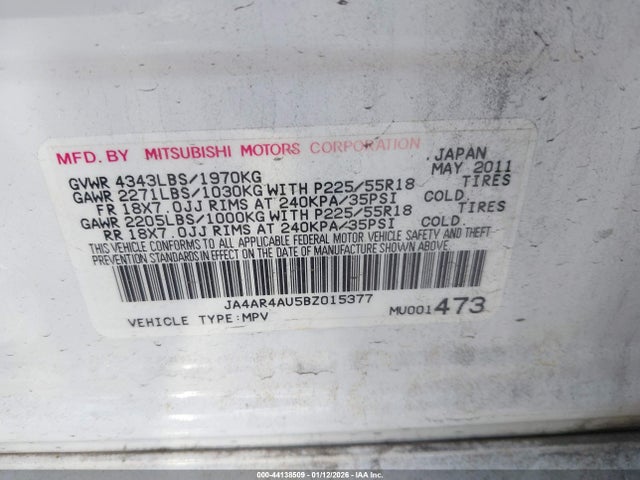 MFD. BY MITSUBISHI MOTORS CORPORATION JAPAN
MAY 2011
GVWR 4343LBS/1970KG
GAWR 2271LBS/1030KG WITH P225/55R18 TIRES
FR 18X7.0JJ RIMS AT 240KPA/35PSI COLD.
GAWR 2205LBS/1000KG WITH P225/55R18 TIRES
RR 18X7.0JJ RIMS AT 240KPA/35PSI COLD.
THIS VEHICLE CONFORMS TO ALL APPLICABLE FEDERAL MOTOR VEHICLE SAFETY AND THEFT
PREVENTION STANDARDS IN EFFECT ON THE DATE OF MANUFACTURE SHOWN ABOVE.
JA4AR4AU5BZ015377
VEHICLE TYPE:MPV MU001473
000-44138509 | 01/12/2026 | IAA Inc.